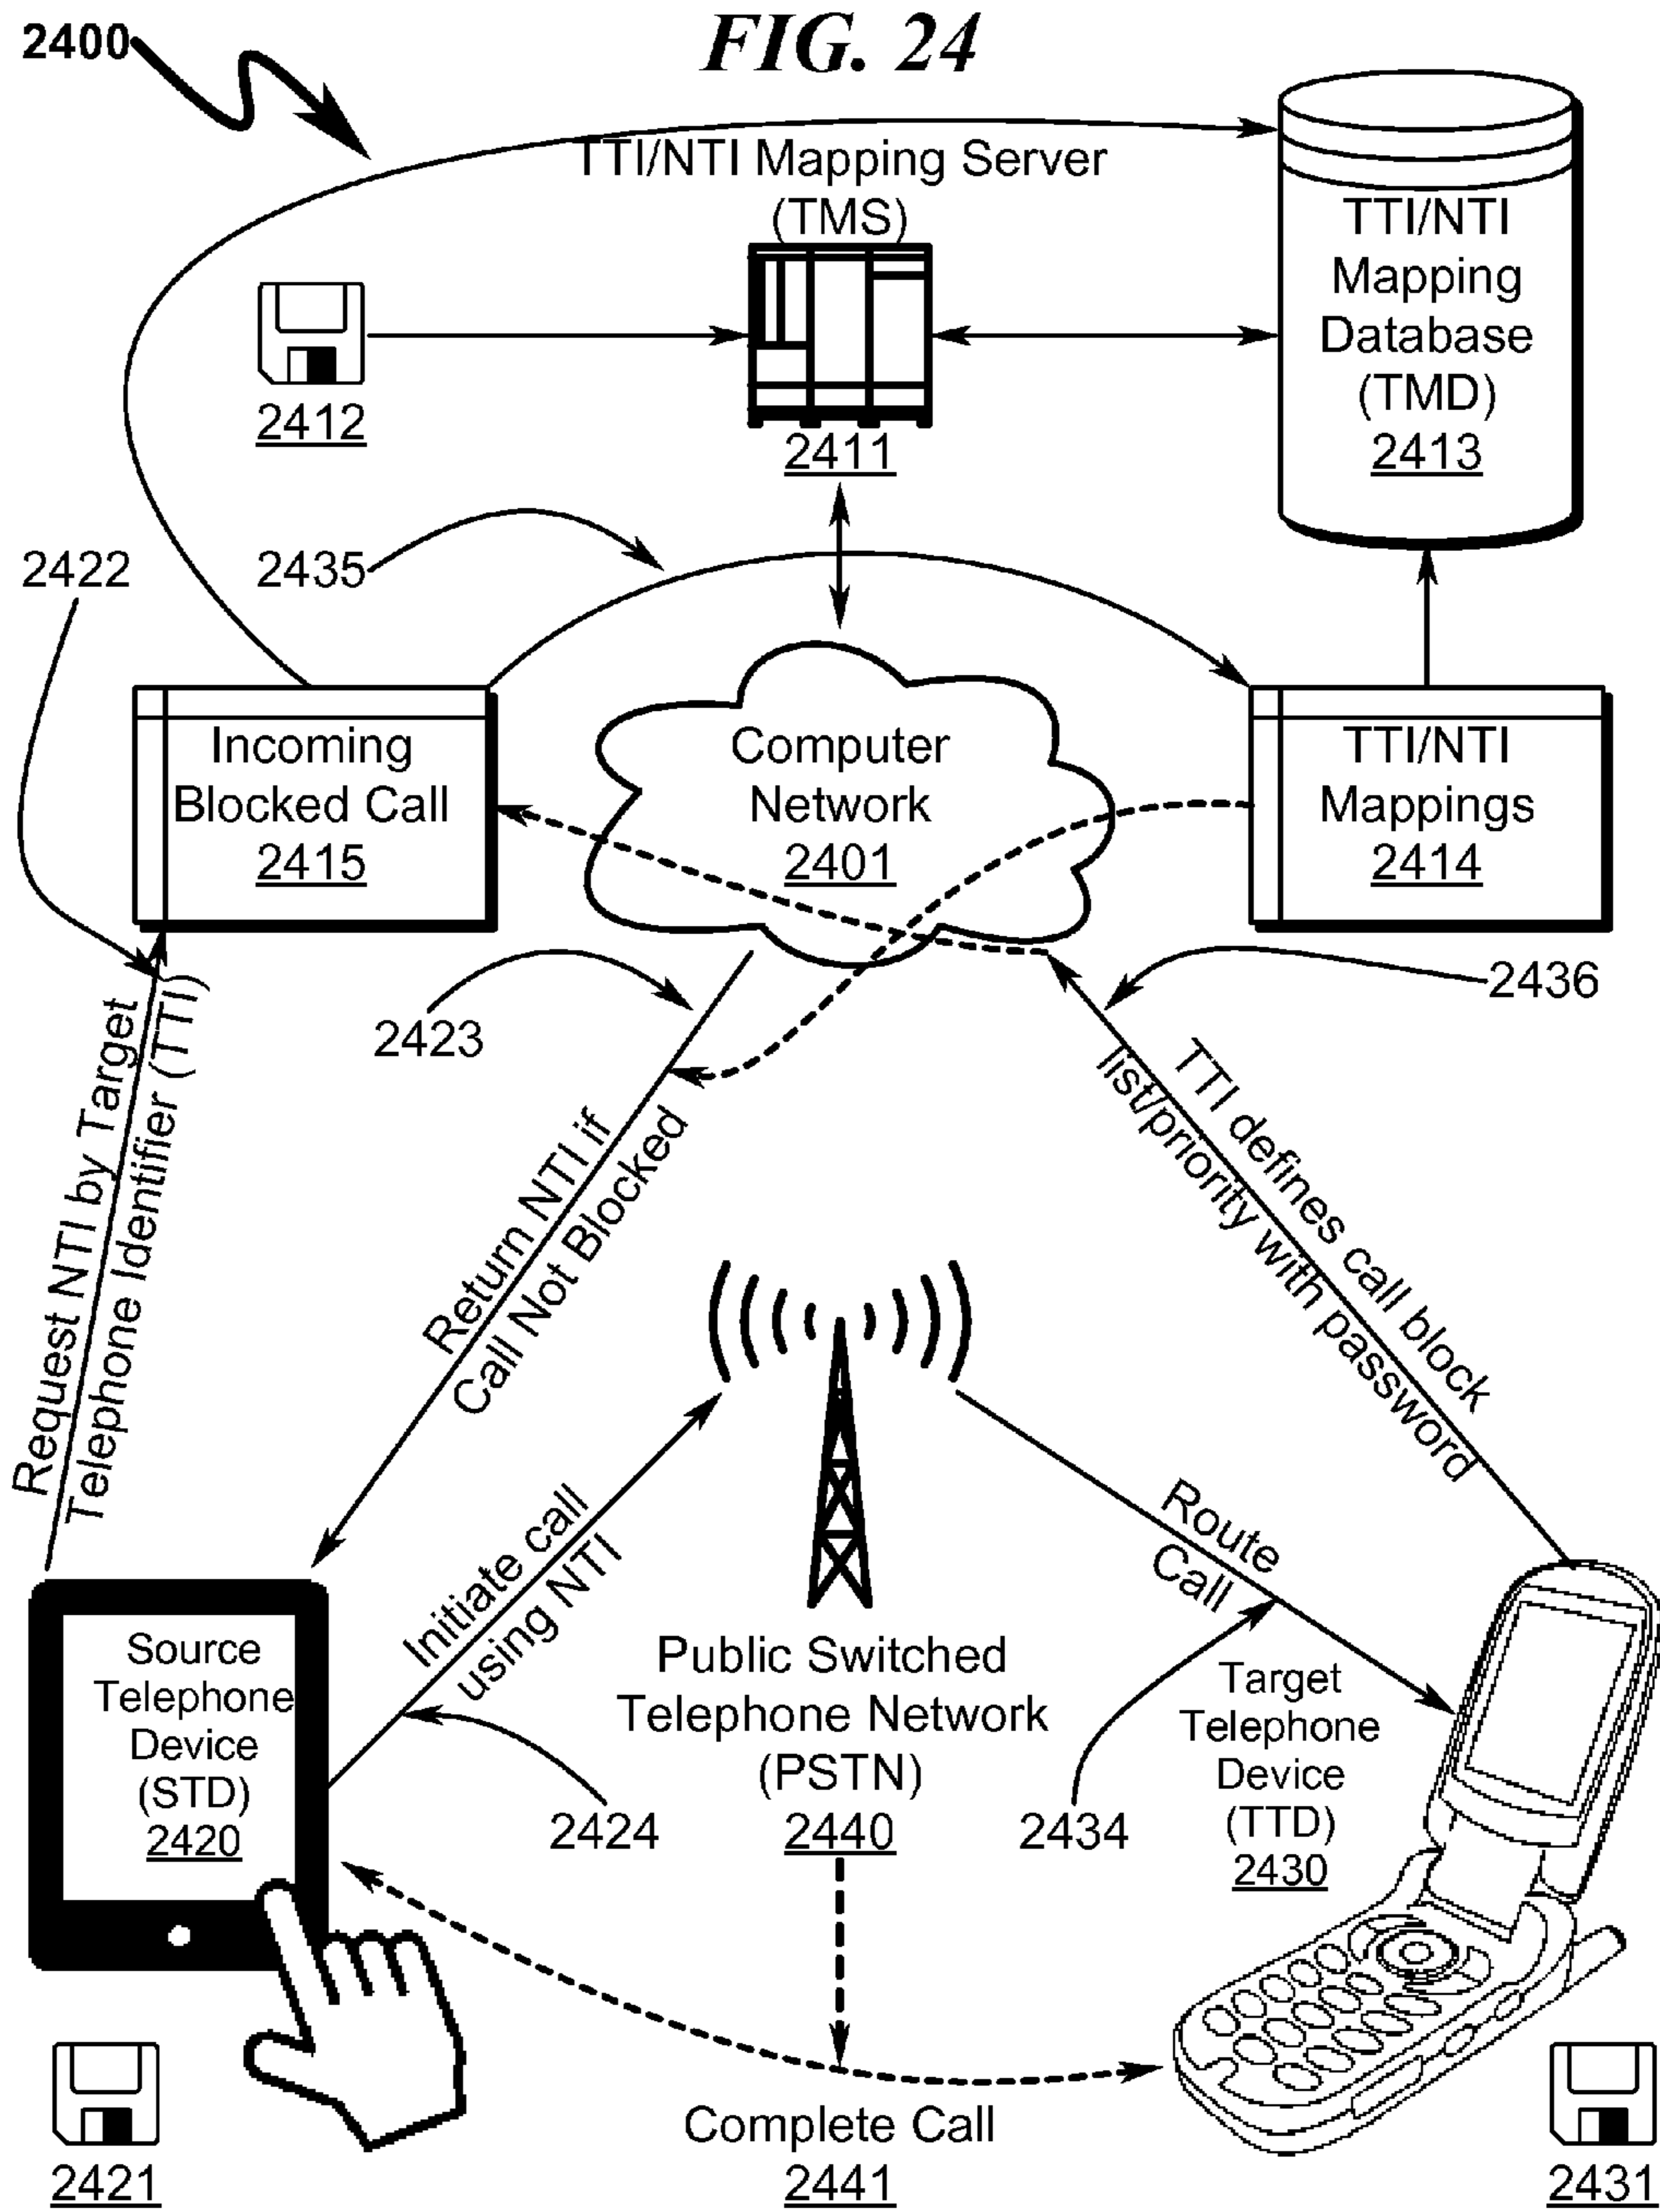 2400
FIG. 24
TTI/NTI Mapping Server
(TMS)
TTI/NTI
Mapping
Database
(TMD)
2413
2412
2411
2422
2435
Incoming
Blocked Call
2415
Computer
Network
2401
TTI/NTI
Mappings
2414
2423
2436
Request NTI by Target
Telephone Identifier (TTI)
Return NTI if
Call Not Blocked
TTI defines call block
list/priority with password
Initiate call
using NTI
Route
Call
Source
Telephone
Device
(STD)
2420
Public Switched
Telephone Network
(PSTN)
2440
Target
Telephone
Device
(TTD)
2430
2424
2434
Complete Call
2441
2421
2431